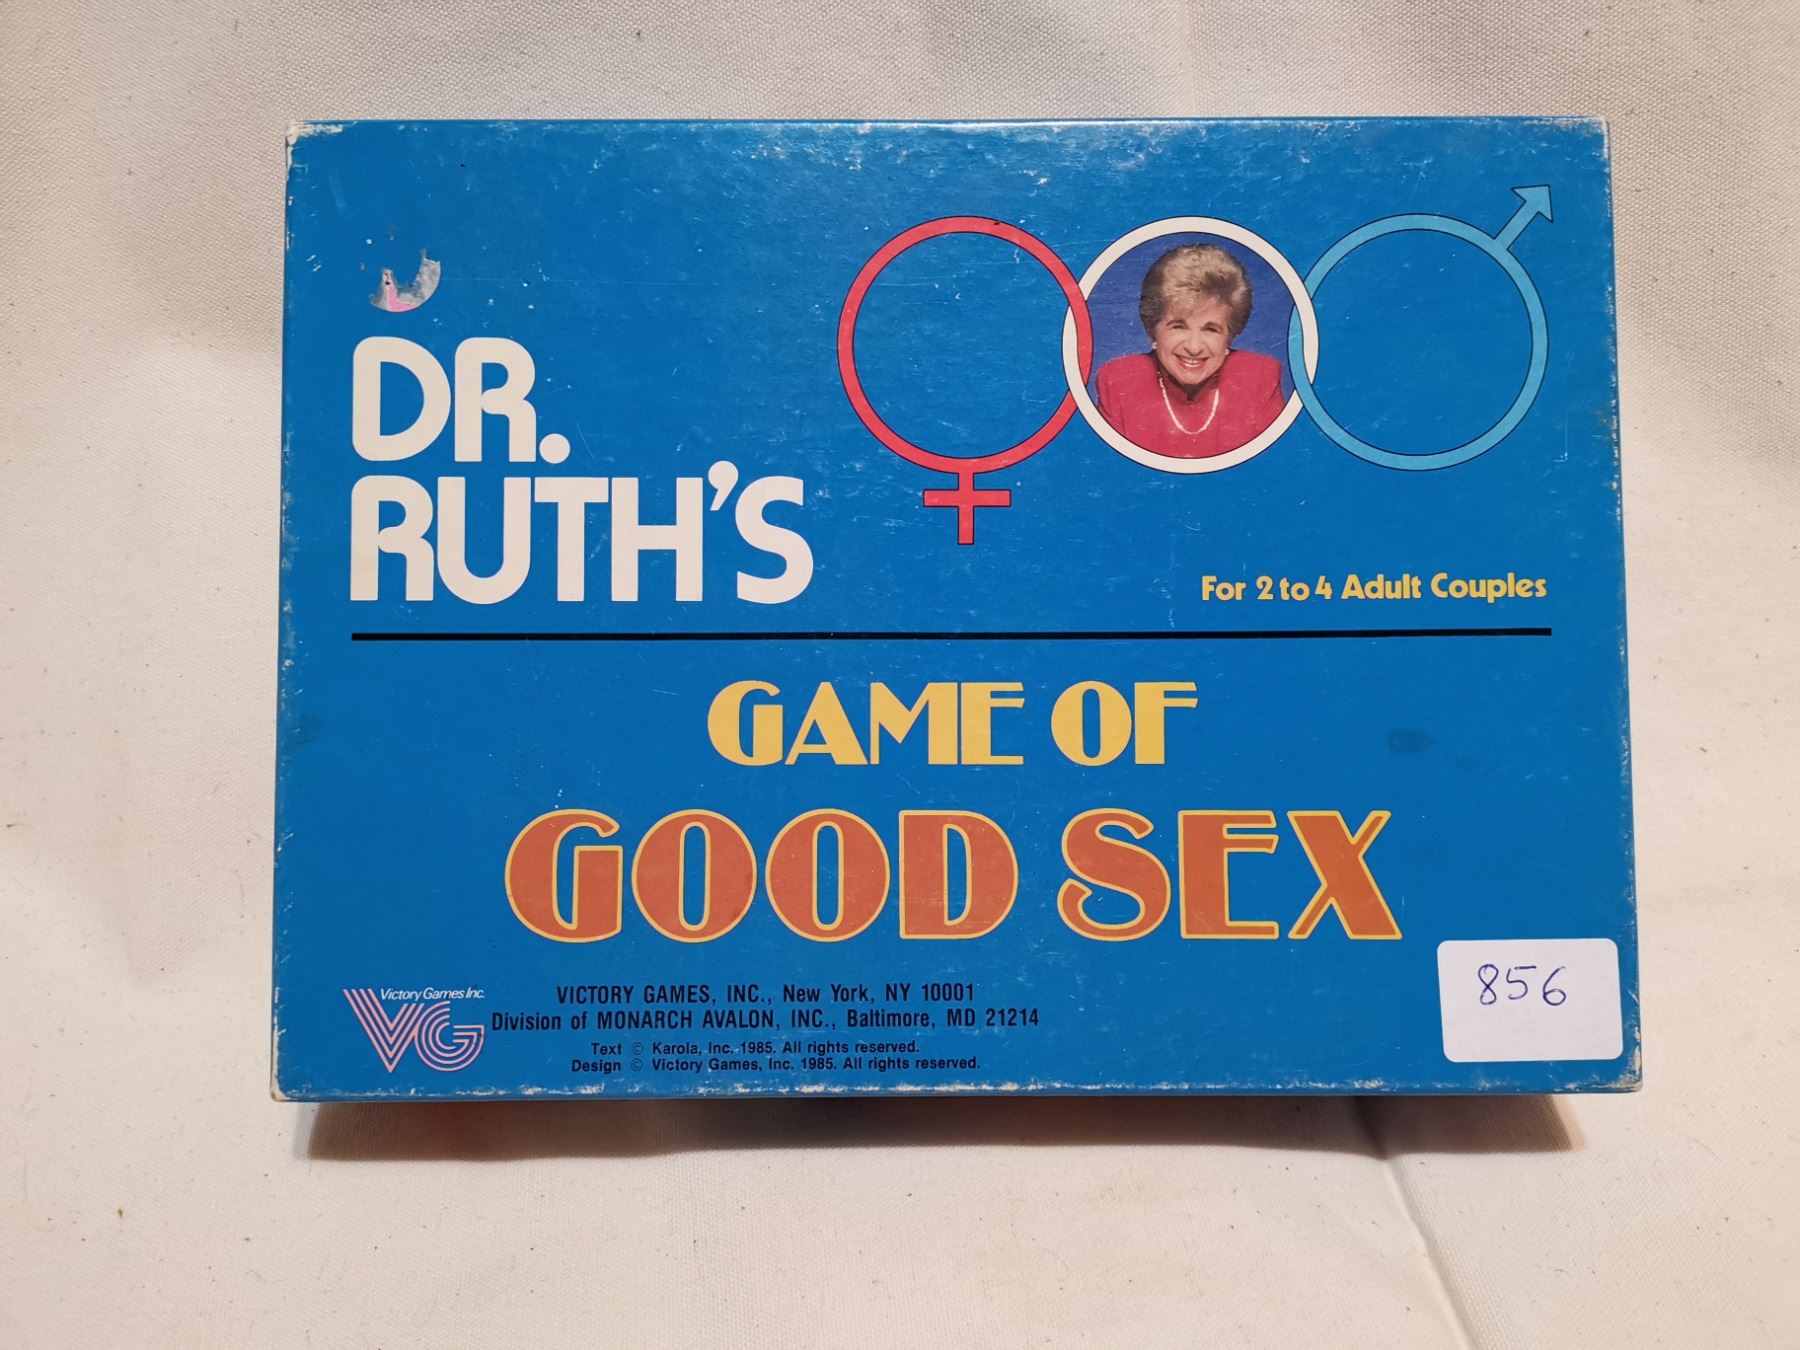 DR.
RUTH'S
For 2 to 4 Adult Couples
GAME OF
GOOD SEX
Victory Games Inc.
VG
VICTORY GAMES, INC., New York, NY 10001
Division of MONARCH AVALON, INC., Baltimore, MD 21214
Text © Karola, Inc. 1985. All rights reserved.
Design © Victory Games, Inc. 1985. All rights reserved.
856